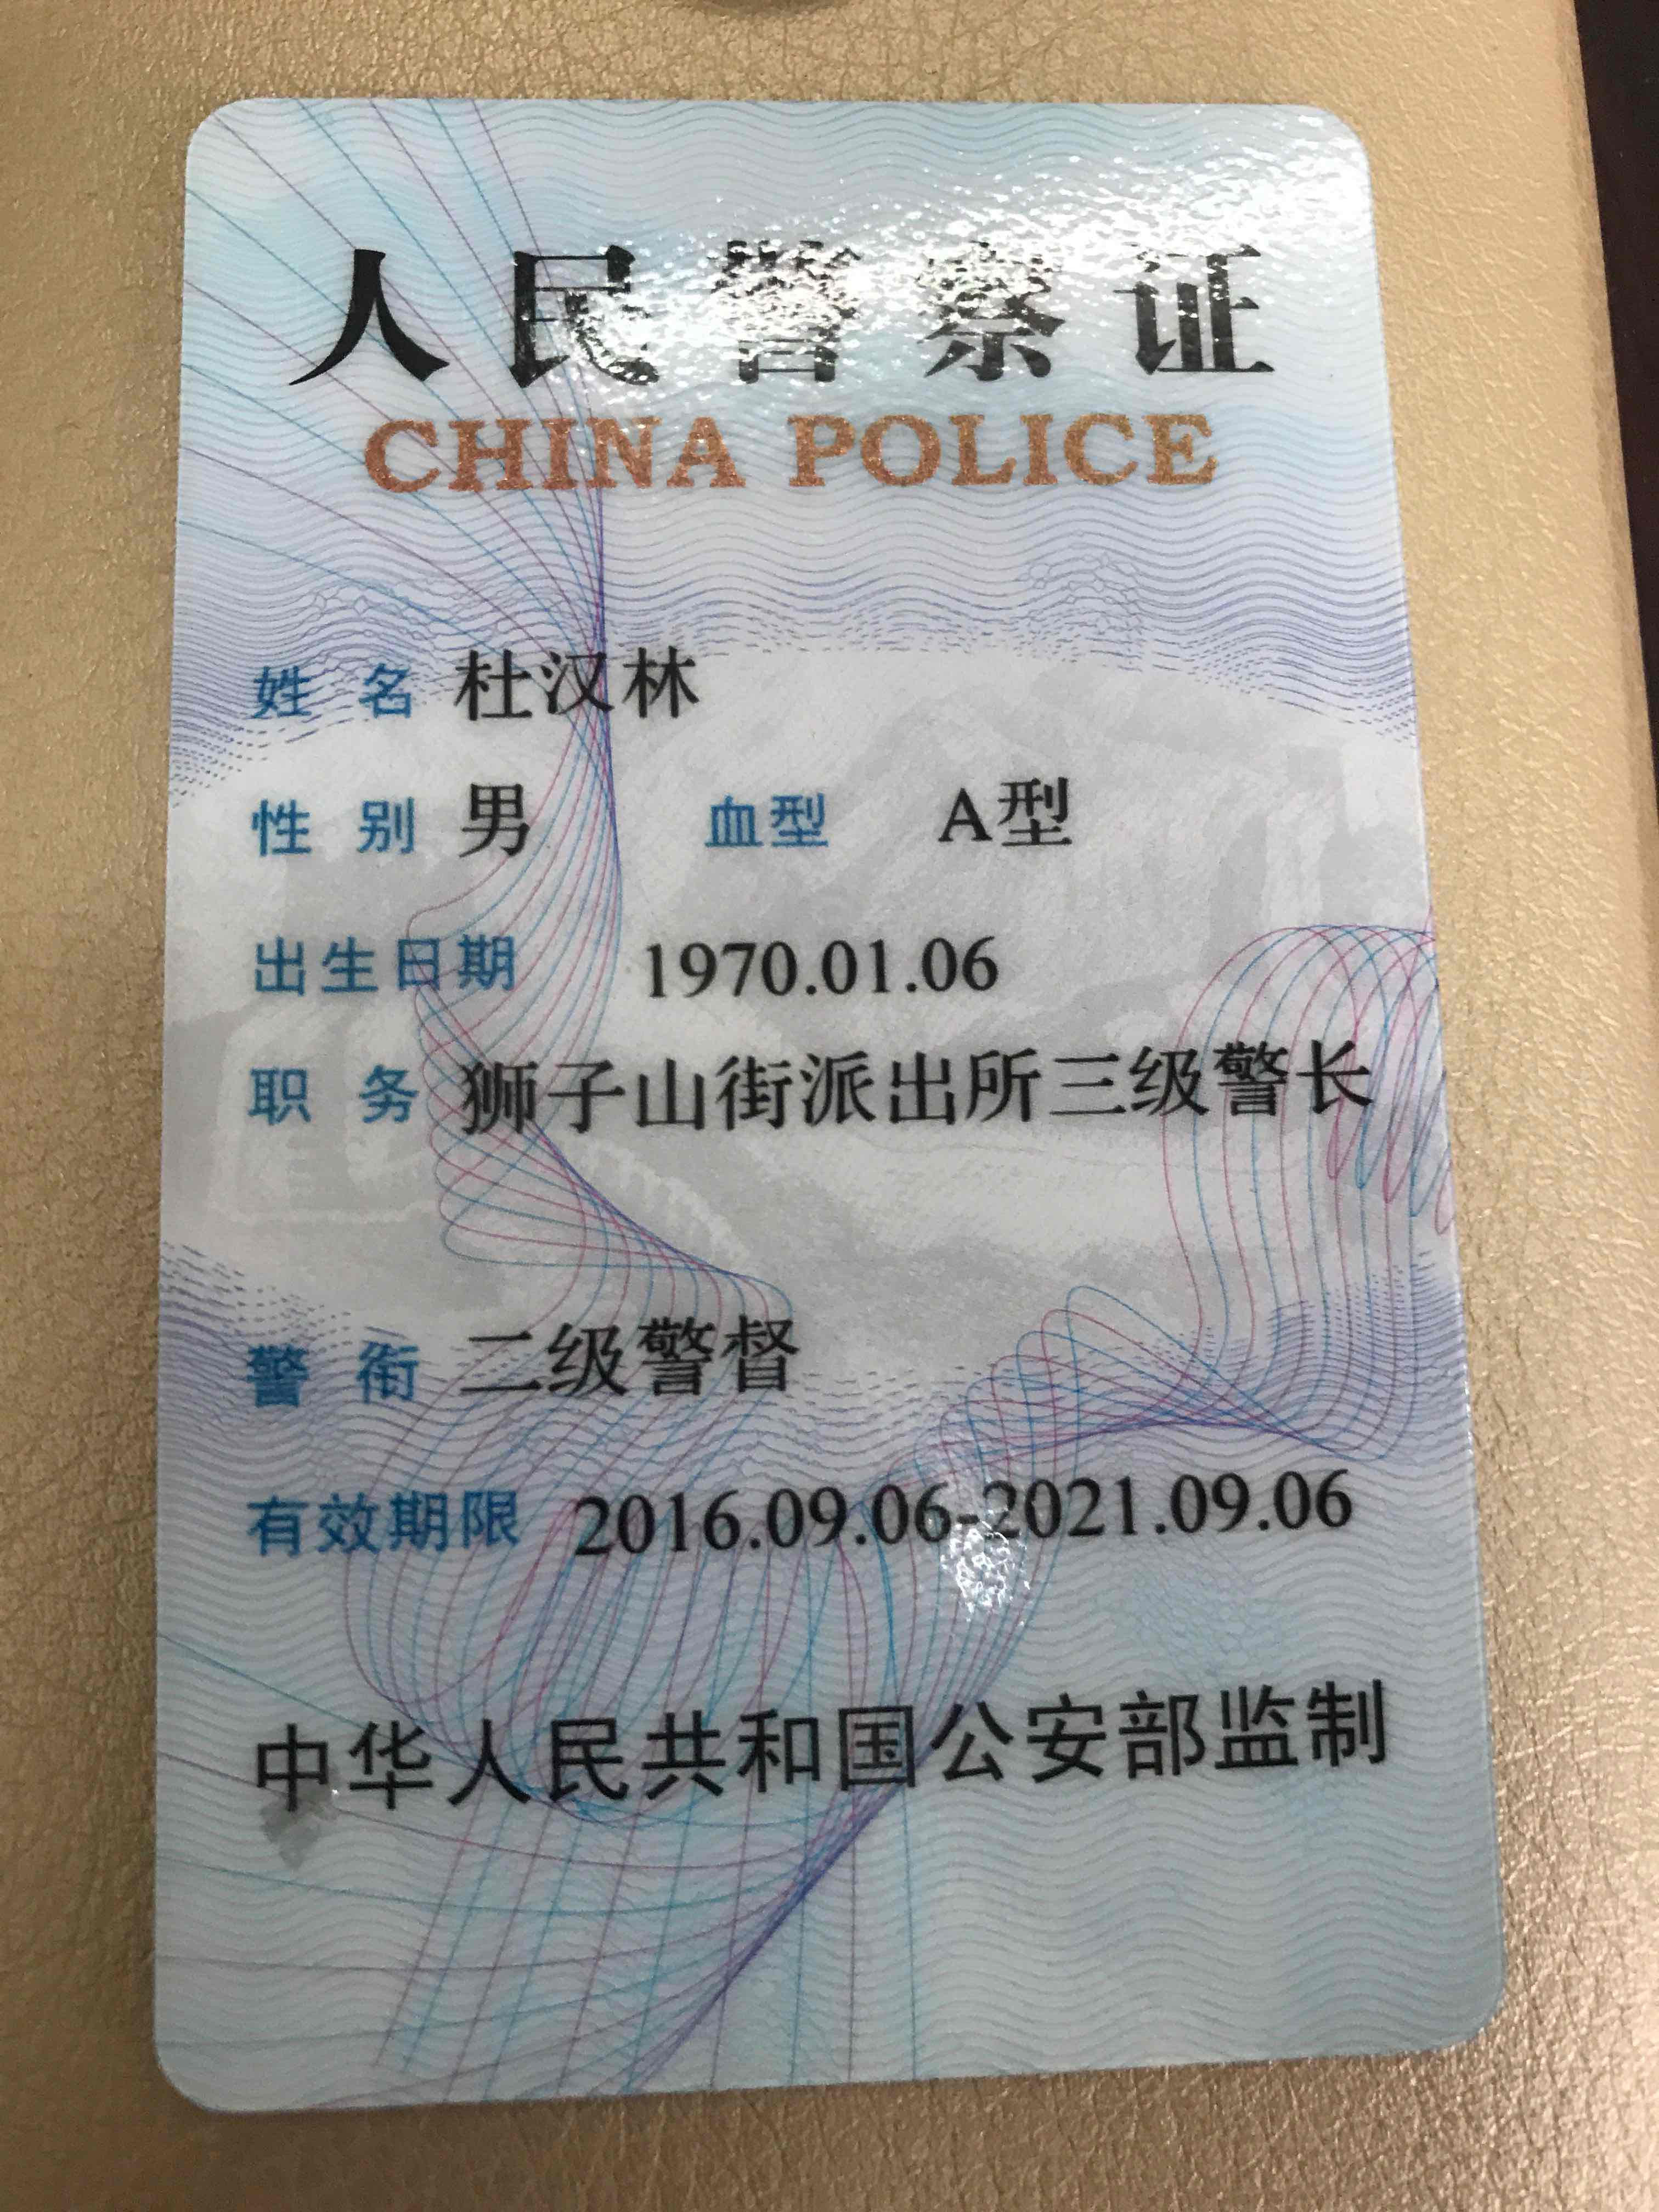 人民警察证
CHINA POLICE
姓 名 杜汉林
性 别 男 血型 A型
出生日期 1970.01.06
职 务 狮子山街派出所三级警长
警 衔 二级警督
有效期限 2016.09.06-2021.09.06
中华人民共和国公安部监制